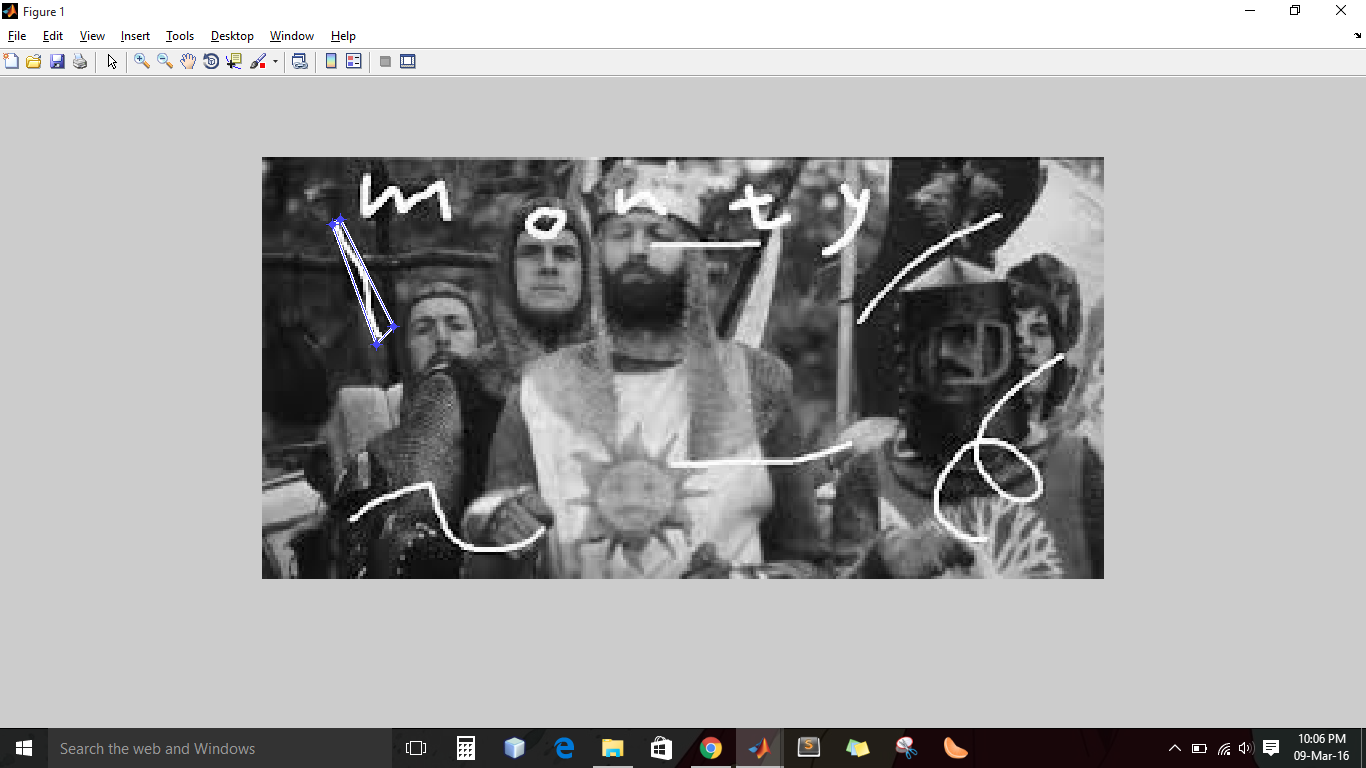 Figure 1
File Edit View Insert Tools Desktop Window Help
m o n t y
Search the web and Windows
10:06 PM
09-Mar-16